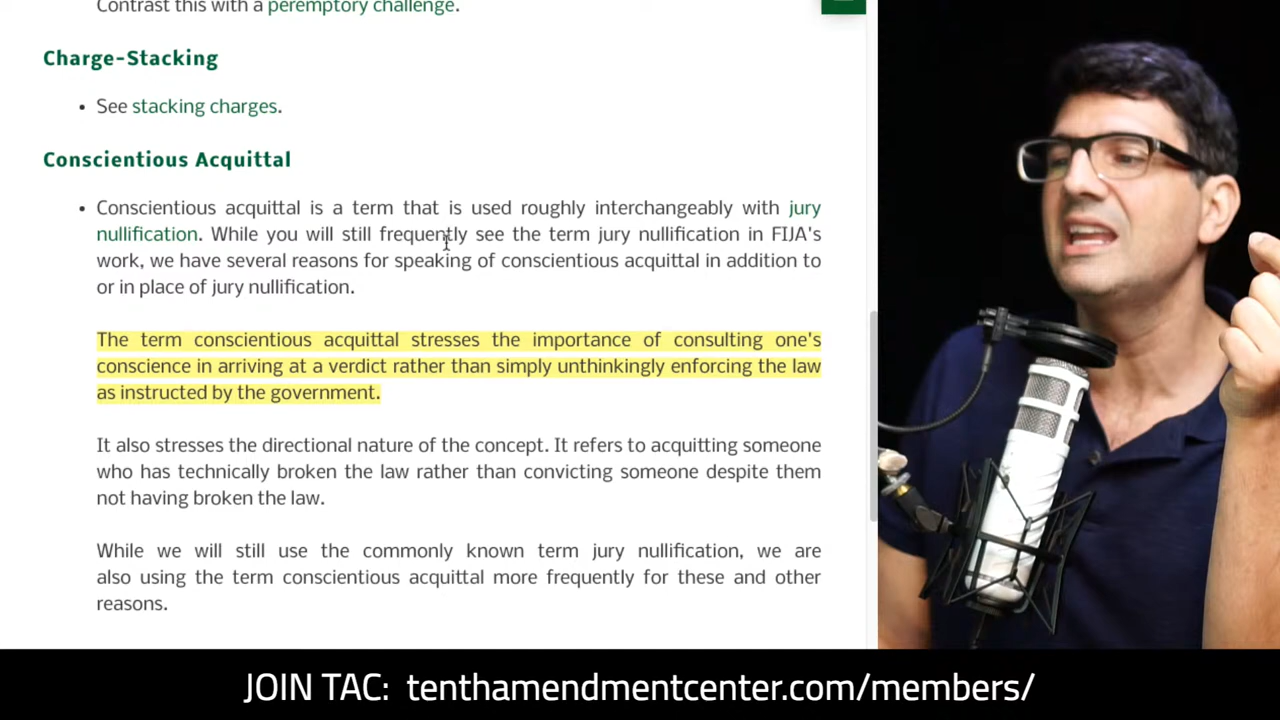 Contrast this with a peremptory challenge.
Charge-Stacking
• See stacking charges.
Conscientious Acquittal
• Conscientious acquittal is a term that is used roughly interchangeably with jury
nullification. While you will still frequently see the term jury nullification in FIJA's
work, we have several reasons for speaking of conscientious acquittal in addition to
or in place of jury nullification.
The term conscientious acquittal stresses the importance of consulting one's
conscience in arriving at a verdict rather than simply unthinkingly enforcing the law
as instructed by the government.
It also stresses the directional nature of the concept. It refers to acquitting someone
who has technically broken the law rather than convicting someone despite them
not having broken the law.
While we will still use the commonly known term jury nullification, we are
also using the term conscientious acquittal more frequently for these and other
reasons.
JOIN TAC: tenthamendmentcenter.com/members/